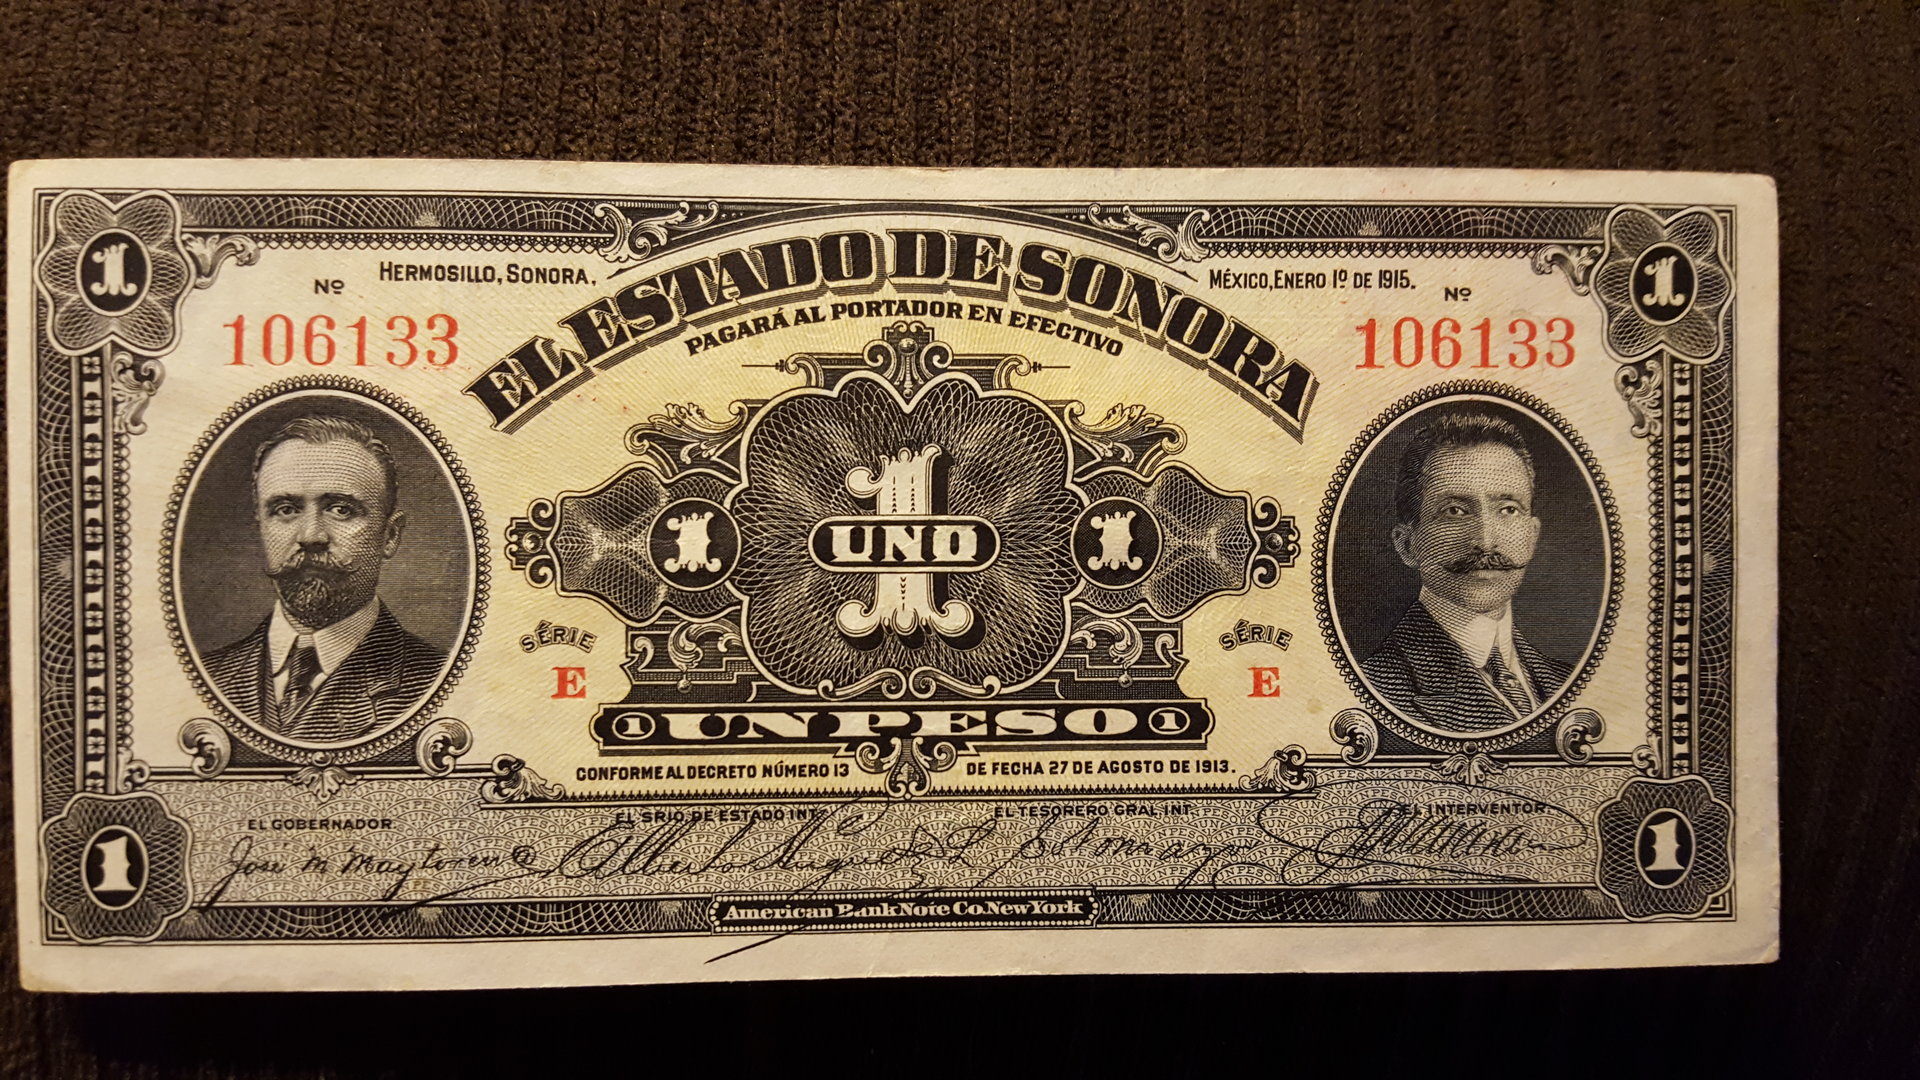 1
1
Nº
HERMOSILLO, SONORA.
EL ESTADO DE SONORA
MÉXICO, ENERO 1º DE 1915.
Nº
106133
PAGARÁ AL PORTADOR EN EFECTIVO
106133
1
1 UNO 1
SÉRIE
E
SÉRIE
E
1 UN PESO 1
CONFORME AL DECRETO NÚMERO 13 DE FECHA 27 DE AGOSTO DE 1913.
EL GOBERNADOR
EL SRIO. DE ESTADO INT.
EL TESORERO GRAL. INT.
EL INTERVENTOR
José M Maytorena
1
1
American Bank Note Co. New York